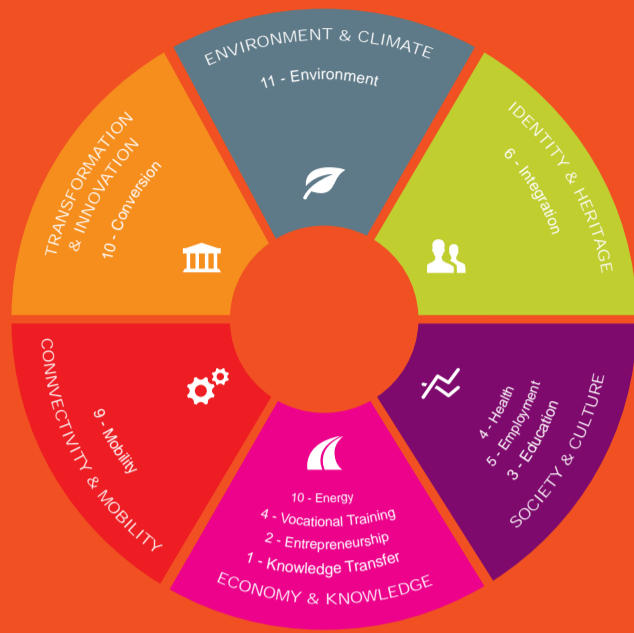 ENVIRONMENT & CLIMATE
11 - Environment
IDENTITY & HERITAGE
6 - Integration
SOCIETY & CULTURE
3 - Education
5 - Employment
4 - Health
10 - Energy
4 - Vocational Training
2 - Entrepreneurship
1 - Knowledge Transfer
ECONOMY & KNOWLEDGE
CONNVECTIVITY & MOBILITY
9 - Mobility
TRANSFORMATION
& INNOVATION
10 - Conversion